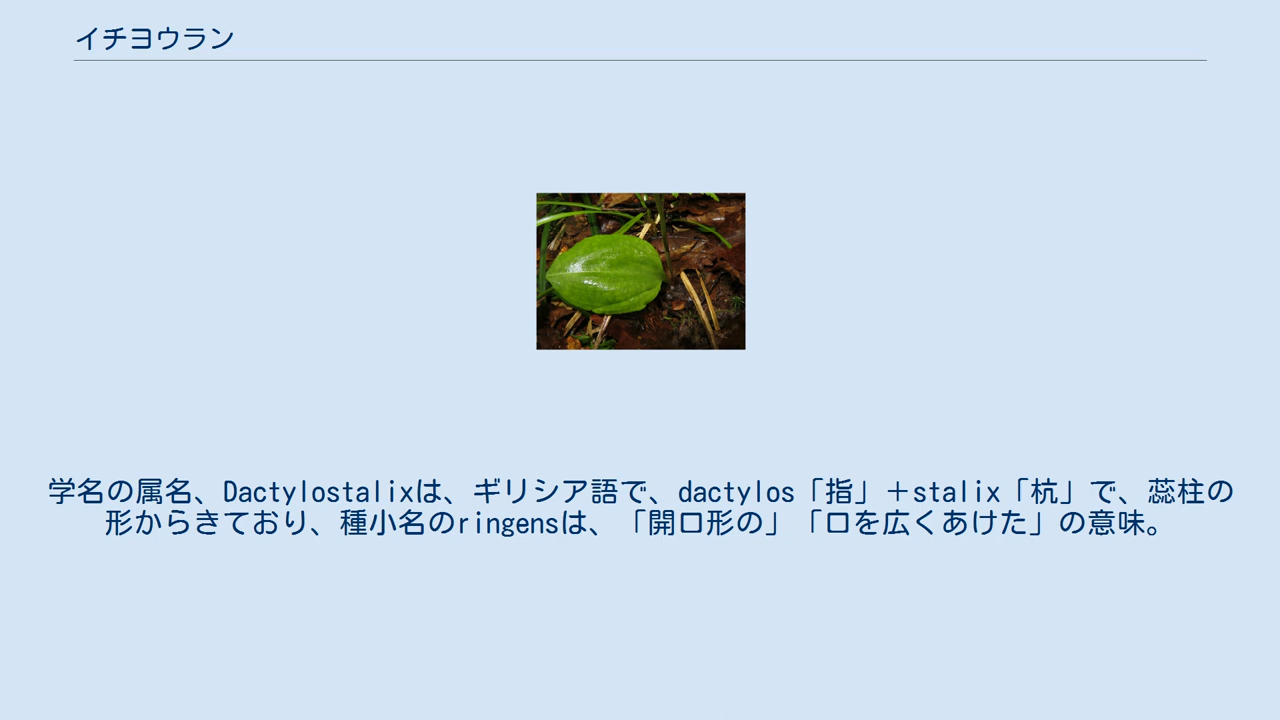 イチヨウラン
学名の属名、Dactylostalixは、ギリシア語で、dactylos「指」＋stalix「杭」で、蕊柱の
形からきており、種小名のringensは、「開口形の」「口を広くあけた」の意味。